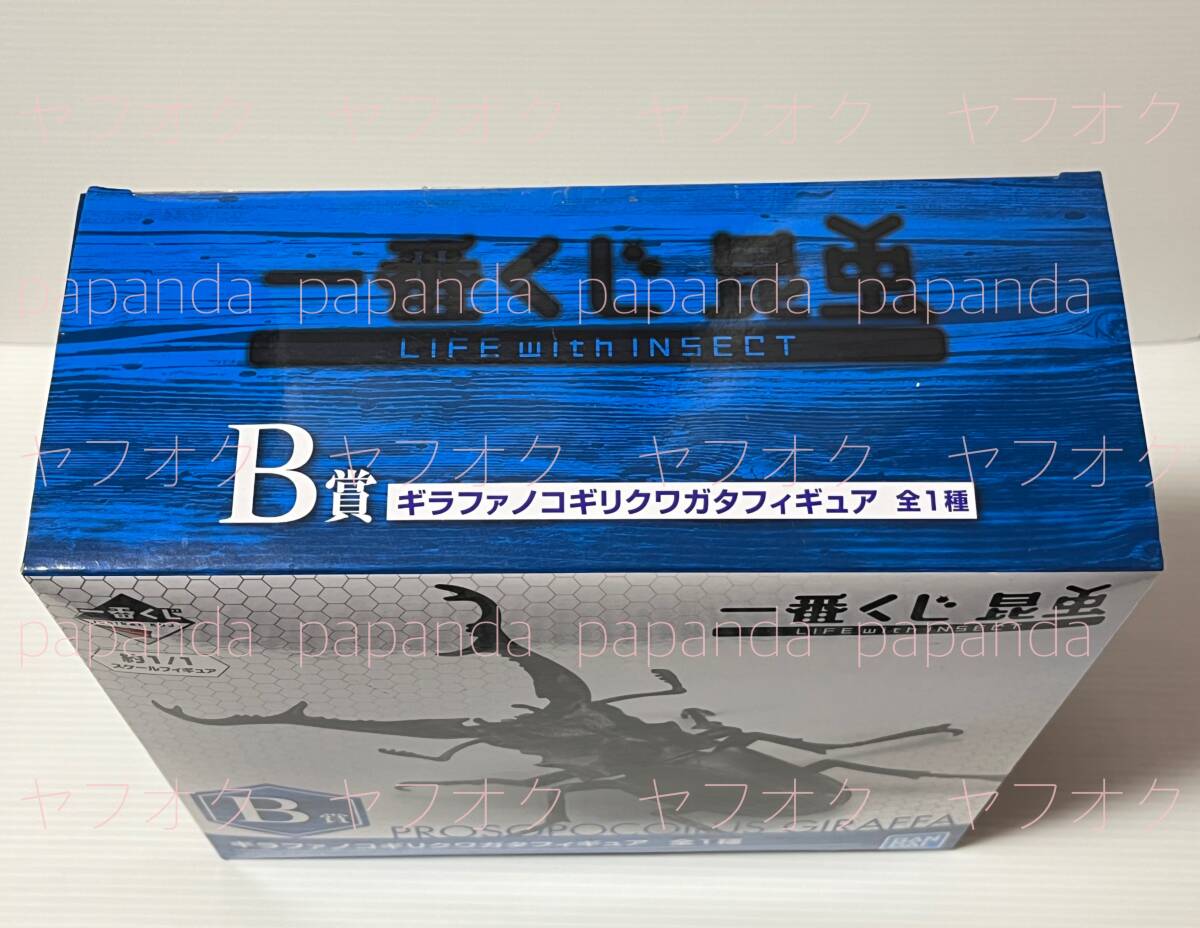 ヤフオク ヤフオク ヤフオク ヤフオク
一番くじ 昆虫
papanda papanda papanda papanda
LIFE with INSECT
ヤフオク ヤフオク ヤフオク ヤフオク
B賞 ギラファノコギリクワガタフィギュア 全1種
一番くじ
一番くじ 昆虫
LIFE with INSECT
papanda papanda papanda papanda
約1/1
スケールフィギュア
ヤフオク ヤフオク ヤフオク ヤフオク
B賞
PROSOPOCOILUS GIRAFFA
ギラファノコギリクワガタフィギュア 全1種